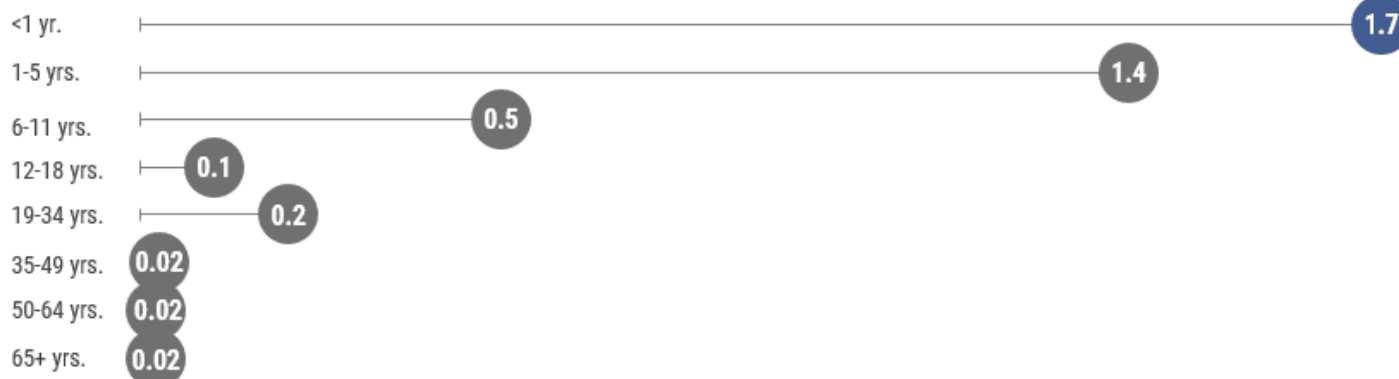 <1 yr. 1.7
1-5 yrs. 1.4
6-11 yrs. 0.5
12-18 yrs. 0.1
19-34 yrs. 0.2
35-49 yrs. 0.02
50-64 yrs. 0.02
65+ yrs. 0.02